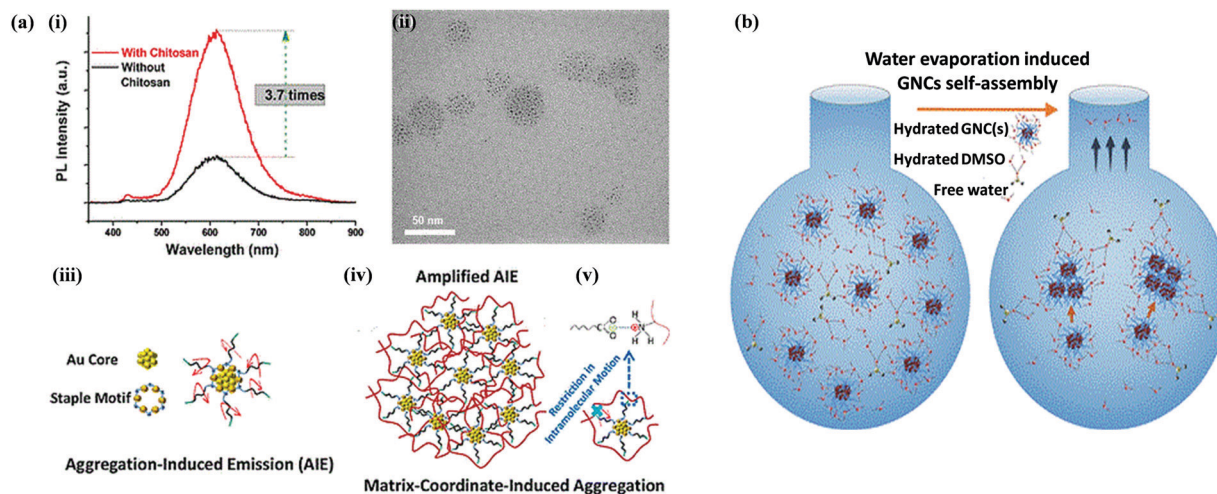 (a)
(i)
PL Intensity (a.u.)
With Chitosan
Without
Chitosan
3.7 times
400
500
600
700
800
900
Wavelength (nm)
(ii)
50 nm
(iii)
Au Core
Staple Motif
Aggregation-Induced Emission (AIE)
(iv)
Amplified AIE
Matrix-Coordinate-Induced Aggregation
(v)
C
O
O
H
N
H
H
Restriction in
Intramolecular Motion
(b)
Water evaporation induced
GNCs self-assembly
Hydrated GNC(s)
Hydrated DMSO
Free water